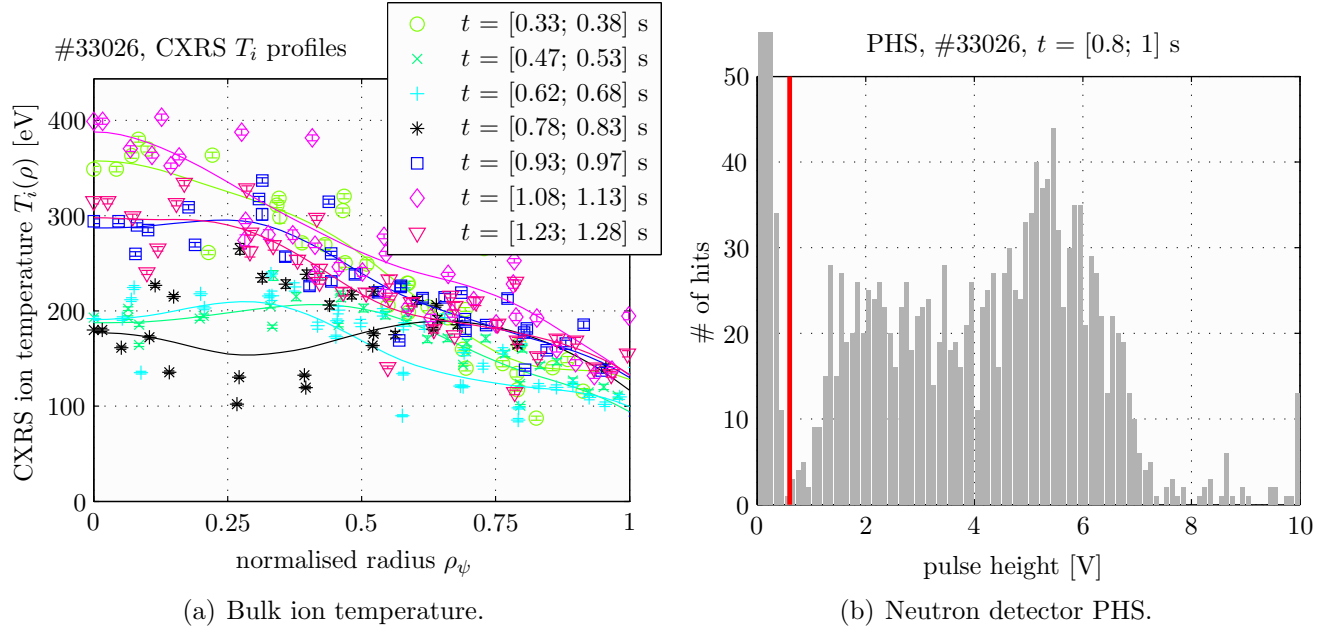 #33026, CXRS T_i profiles
t = [0.33; 0.38] s
t = [0.47; 0.53] s
t = [0.62; 0.68] s
t = [0.78; 0.83] s
t = [0.93; 0.97] s
t = [1.08; 1.13] s
t = [1.23; 1.28] s
CXRS ion temperature T_i(ρ) [eV]
400
300
200
100
0
0 0.25 0.5 0.75 1
normalised radius ρ_ψ
(a) Bulk ion temperature.
PHS, #33026, t = [0.8; 1] s
# of hits
50
40
30
20
10
0
0 2 4 6 8 10
pulse height [V]
(b) Neutron detector PHS.